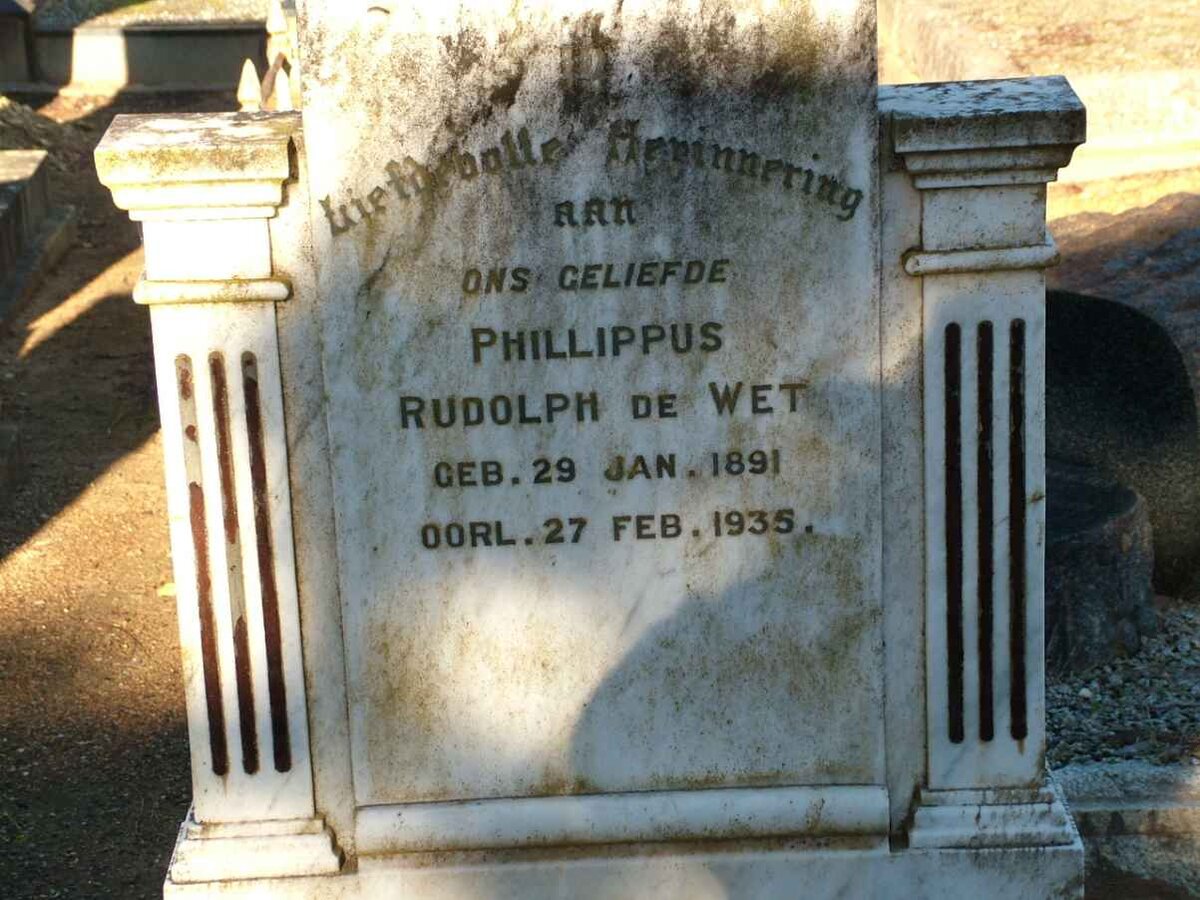 Liefdevolle Herinnering
AAN
ONS GELIEFDE
PHILLIPPUS
RUDOLPH DE WET
GEB. 29 JAN. 1891
OORL. 27 FEB. 1935.